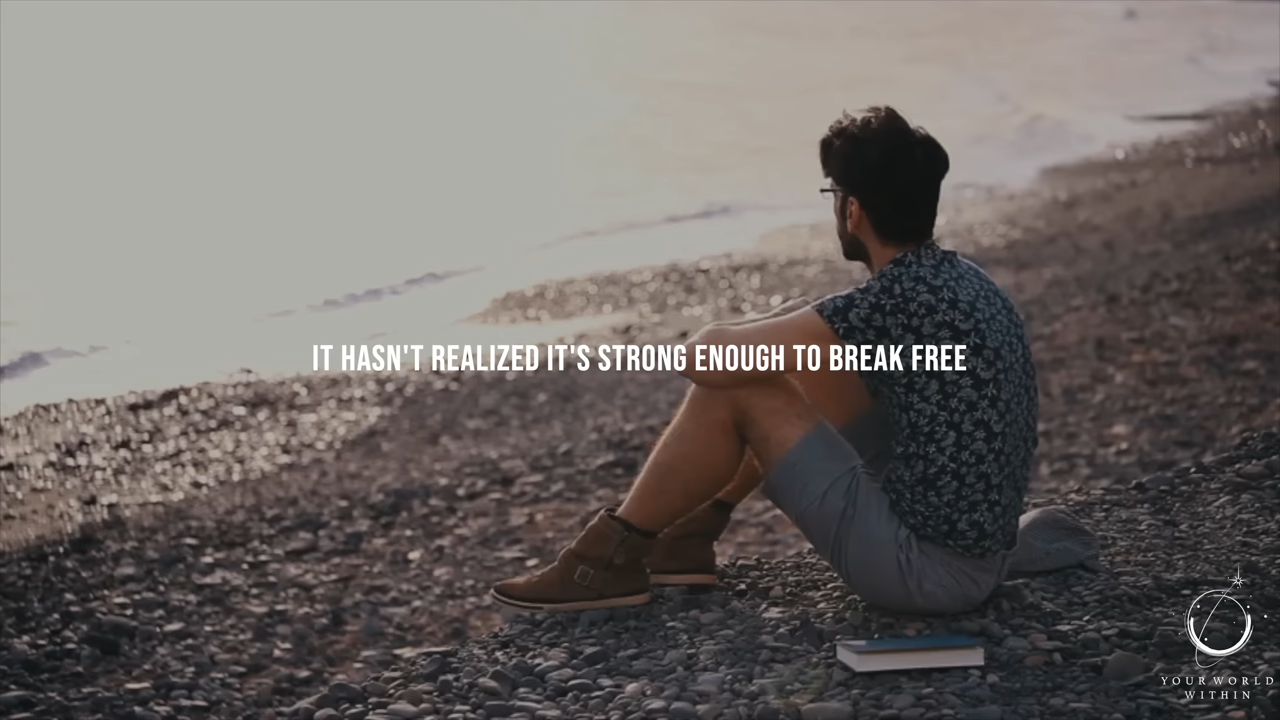 IT HASN'T REALIZED IT'S STRONG ENOUGH TO BREAK FREE
YOUR WORLD
WITHIN